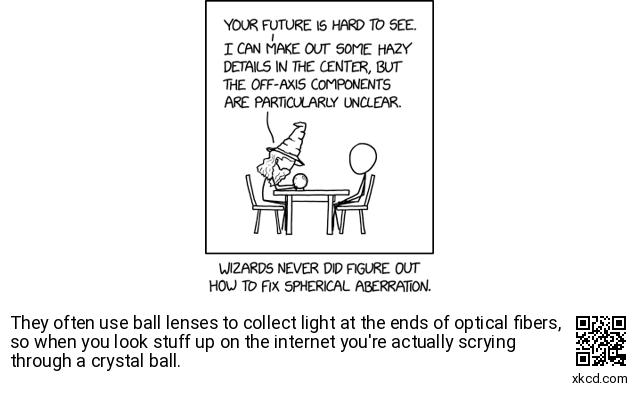 YOUR FUTURE IS HARD TO SEE.
I CAN MAKE OUT SOME HAZY
DETAILS IN THE CENTER, BUT
THE OFF-AXIS COMPONENTS
ARE PARTICULARLY UNCLEAR.
WIZARDS NEVER DID FIGURE OUT
HOW TO FIX SPHERICAL ABERRATION.
They often use ball lenses to collect light at the ends of optical fibers,
so when you look stuff up on the internet you're actually scrying
through a crystal ball.
xkcd.com